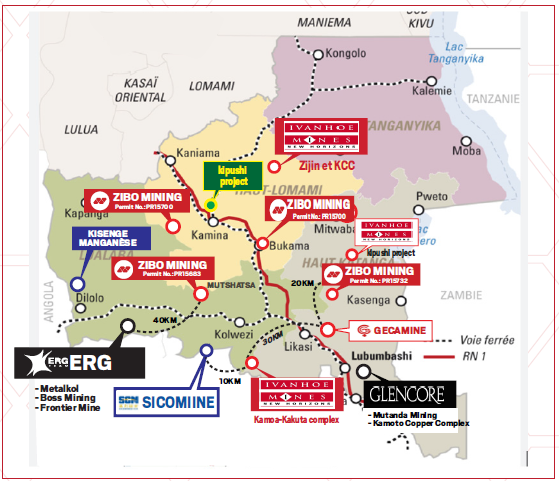 MANIEMA
SUD
KIVU
Kongolo
Lac
Tanganyika
KASAÏ
ORIENTAL
LOMAMI
Kalemie
TANZANIE
LULUA
IVANHOE
MINES
NEW HORIZONS
TANGANYIKA
Kaniama
Zijin et KCC
Moba
kipushi
project
HAUT-LOMAMI
ZIBO MINING
Permit No.:PR15700
ZIBO MINING
Permit No.:PR15700
Pweto
Kapanga
Kamina
Mitwaba
IVANHOE
MINES
NEW HORIZONS
KISENGE
MANGANÈSE
Bukama
kipushi project
LUALABA
HAUT-KATANGA
ZIBO MINING
Permit No.:PR15683
ZIBO MINING
Permit No.:PR15732
MUTSHATSA
20KM
ANGOLA
Dilolo
Kasenga
ZAMBIE
40KM
Kolwezi
30KM
GECAMINE
Likasi
Voie ferrée
RN 1
ERG
Lubumbashi
- Metalkol
- Boss Mining
- Frontier Mine
10KM
SICOMIINE
IVANHOE
MINES
NEW HORIZONS
GLENCORE
Kamoa-Kakuta complex
- Mutanda Mining
- Kamoto Copper Complex